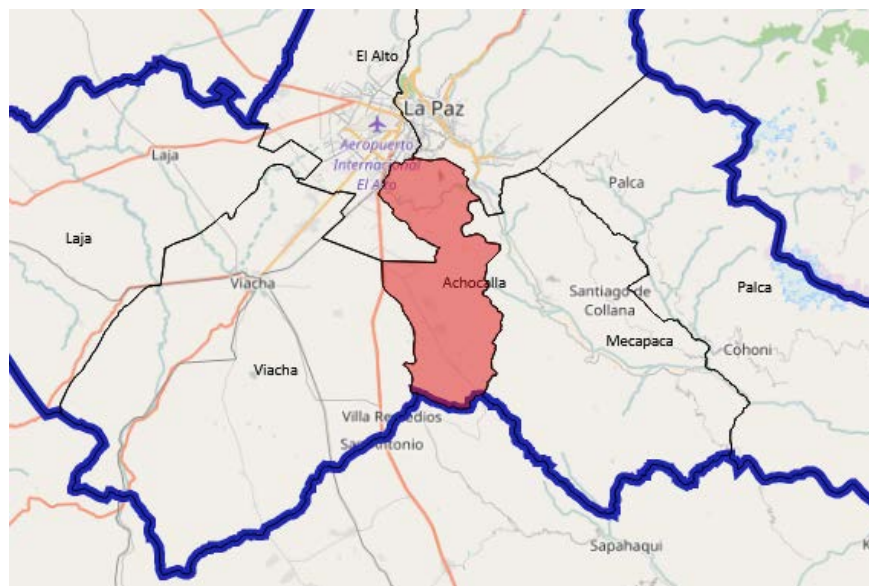 El Alto
La Paz
Aeropuerto
Internacional
El Alto
Laja
Palca
Laja
Viacha
Achocalla
Santiago de
Collana
Palca
Mecapaca
Cohoni
Viacha
Villa Remedios
San Antonio
Sapahaqui
K